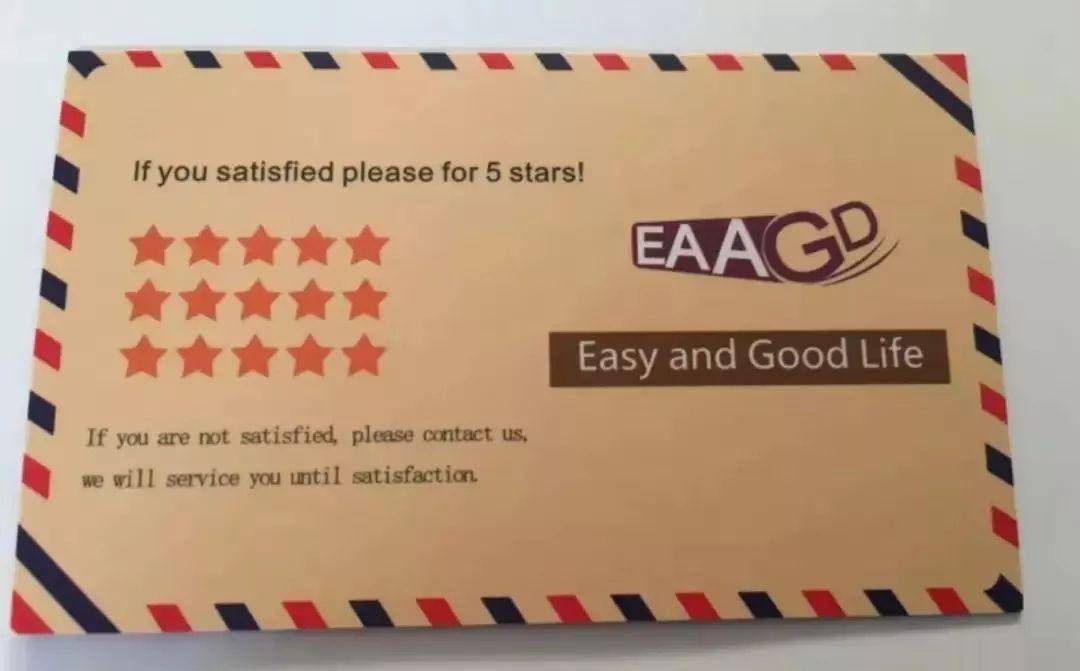 If you satisfied please for 5 stars!
EAAGD
Easy and Good Life
If you are not satisfied, please contact us,
we will service you until satisfaction.